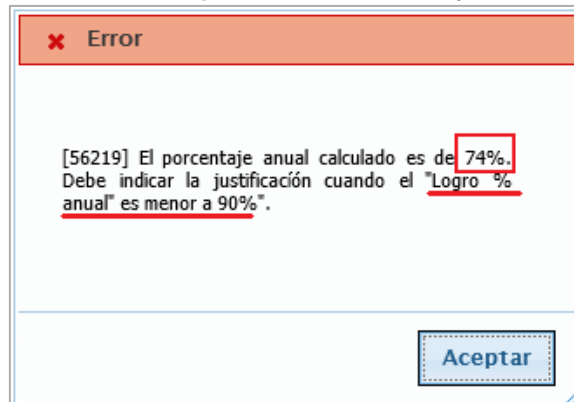 Error
[56219] El porcentaje anual calculado es de 74%.
Debe indicar la justificación cuando el "Logro %
anual" es menor a 90%".
Aceptar